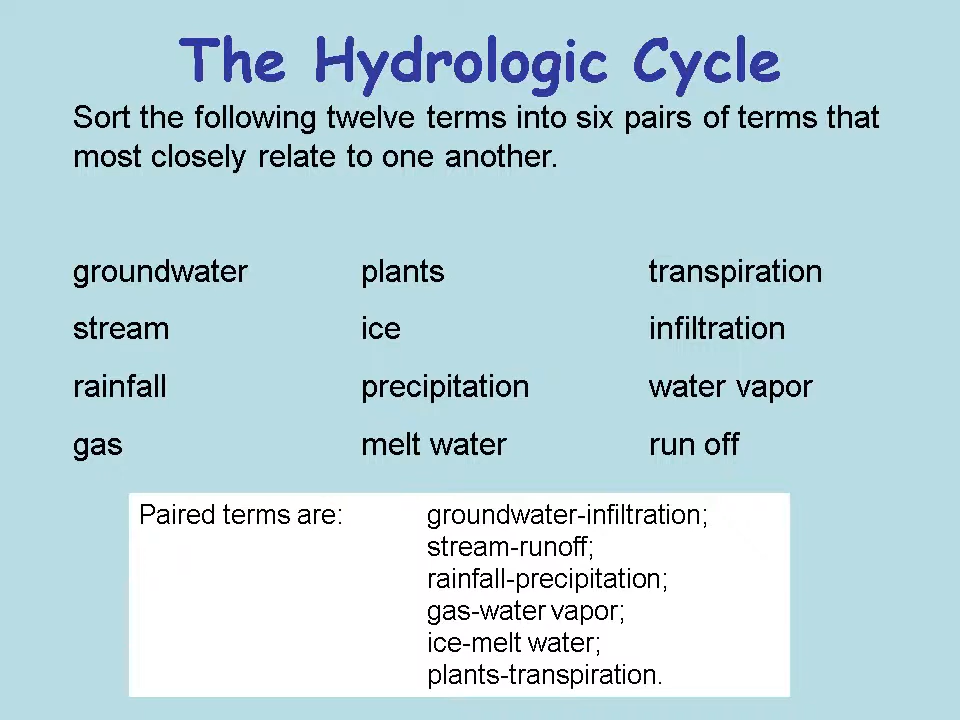 The Hydrologic Cycle
Sort the following twelve terms into six pairs of terms that
most closely relate to one another.
groundwater plants transpiration
stream ice infiltration
rainfall precipitation water vapor
gas melt water run off
Paired terms are: groundwater-infiltration;
stream-runoff;
rainfall-precipitation;
gas-water vapor;
ice-melt water;
plants-transpiration.